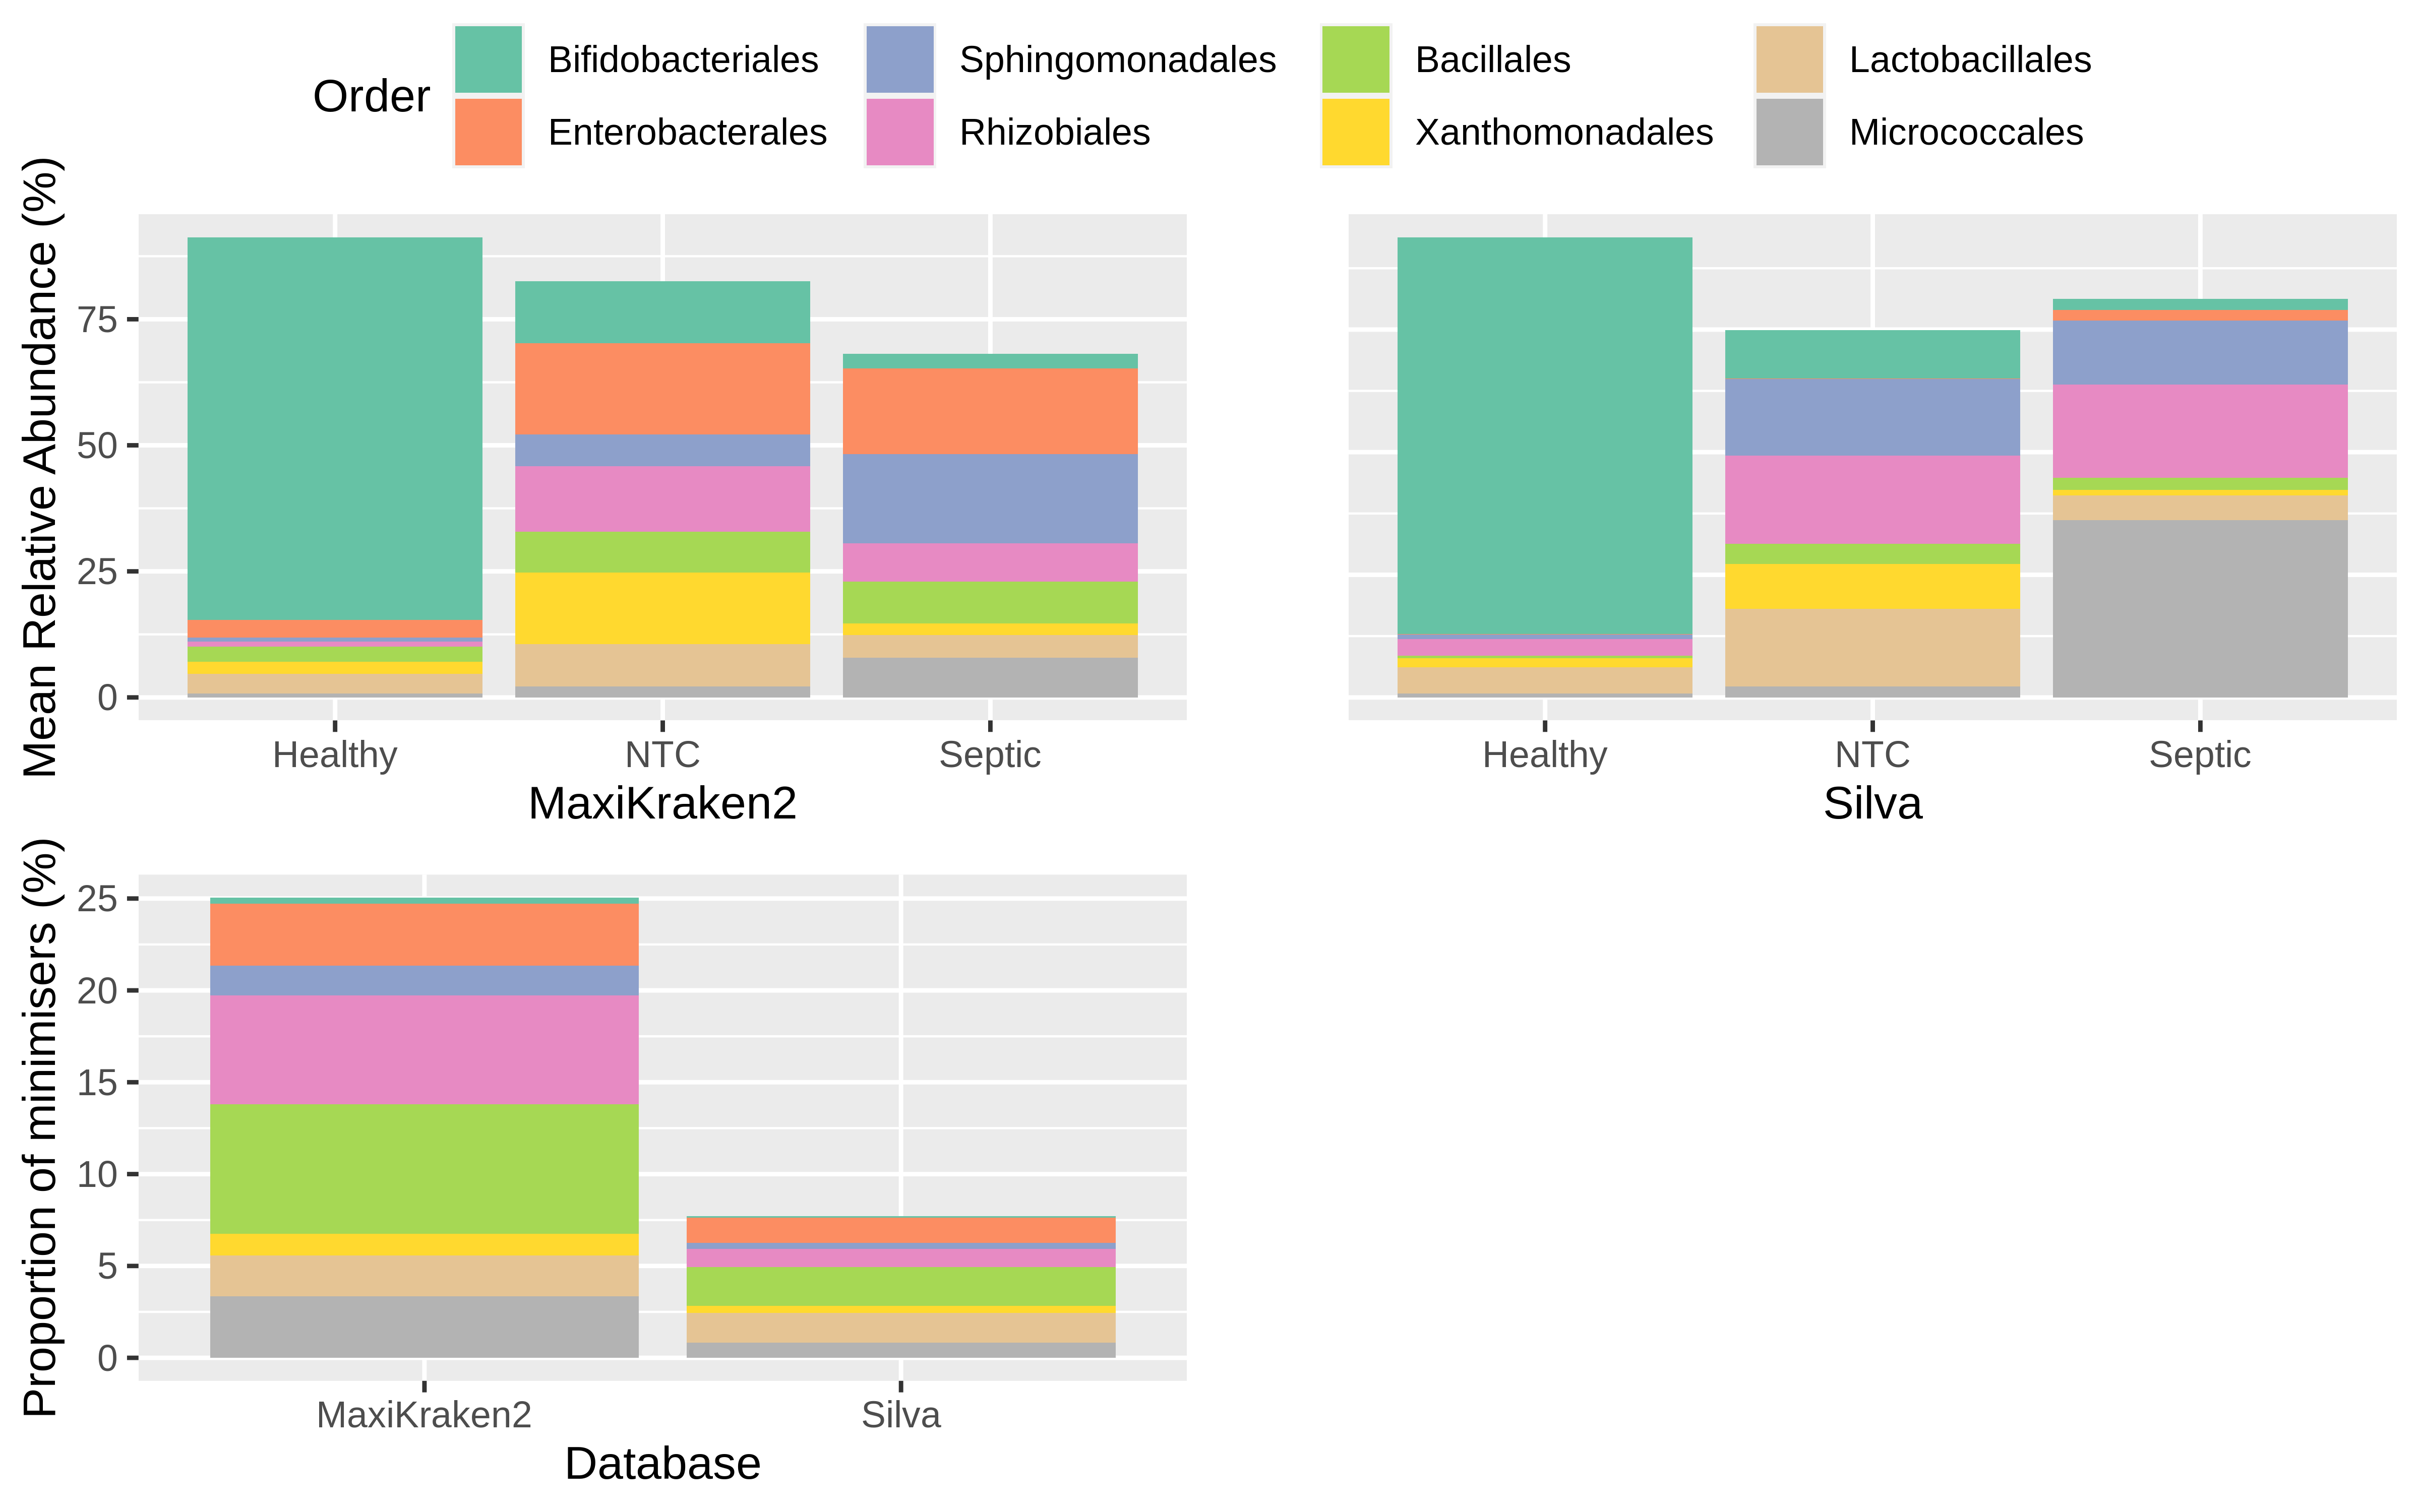 Order
Bifidobacteriales
Sphingomonadales
Bacillales
Lactobacillales
Enterobacterales
Rhizobiales
Xanthomonadales
Micrococcales
Mean Relative Abundance (%)
75
50
25
0
Healthy
NTC
Septic
MaxiKraken2
Healthy
NTC
Septic
Silva
Proportion of minimisers (%)
25
20
15
10
5
0
MaxiKraken2
Silva
Database